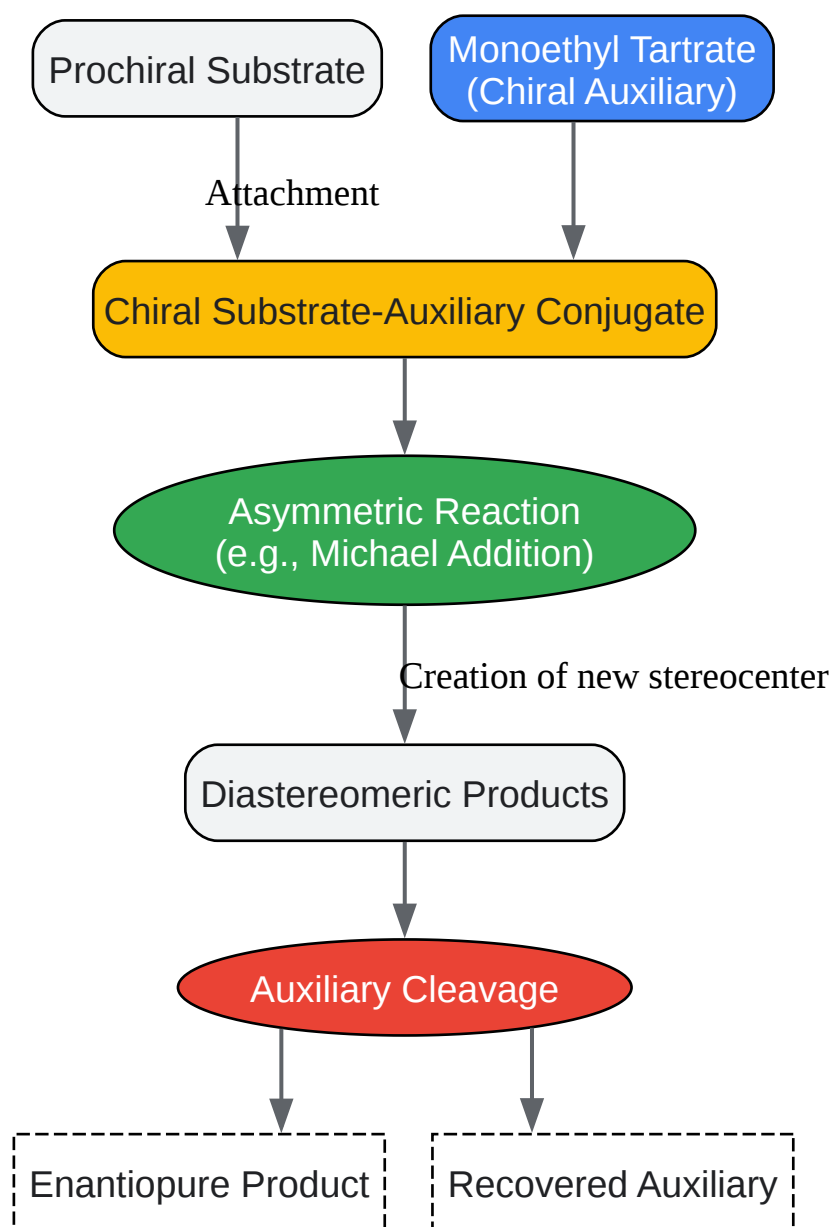 Prochiral Substrate
Monoethyl Tartrate
(Chiral Auxiliary)
Attachment
Chiral Substrate-Auxiliary Conjugate
Asymmetric Reaction
(e.g., Michael Addition)
Creation of new stereocenter
Diastereomeric Products
Auxiliary Cleavage
Enantiopure Product
Recovered Auxiliary